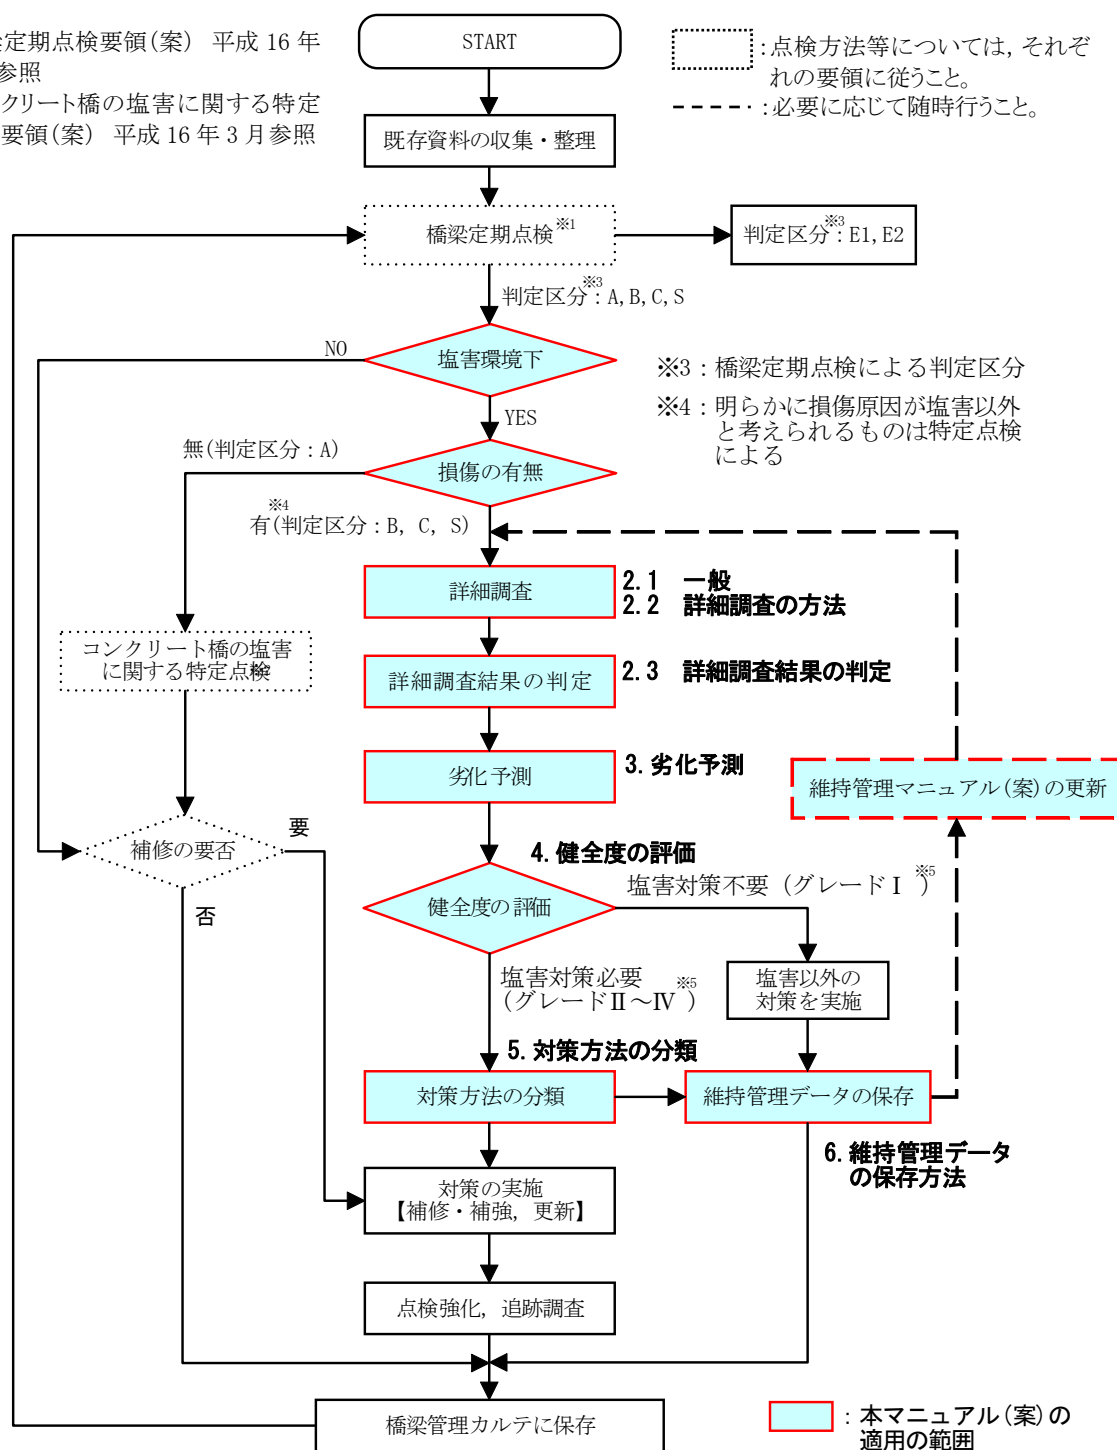 START
定期点検要領(案) 平成 16 年
参照
クリート橋の塩害に関する特定
要領(案) 平成 16 年 3 月参照
:点検方法等については, それぞ
れの要領に従うこと。
:必要に応じて随時行うこと。
既存資料の収集・整理
橋梁定期点検※1
判定区分※3:E1, E2
判定区分※3:A, B, C, S
NO
塩害環境下
※3:橋梁定期点検による判定区分
※4:明らかに損傷原因が塩害以外
と考えられるものは特定点検
による
YES
無(判定区分:A)
損傷の有無
※4
有(判定区分:B, C, S)
詳細調査
2.1 一般
2.2 詳細調査の方法
コンクリート橋の塩害
に関する特定点検※2
詳細調査結果の判定
2.3 詳細調査結果の判定
劣化予測
3. 劣化予測
維持管理マニュアル(案)の更新
補修の要否
要
否
4. 健全度の評価
健全度の評価
塩害対策不要 (グレードⅠ※5)
塩害対策必要
(グレードⅡ~Ⅳ※5)
塩害以外の
対策を実施
5. 対策方法の分類
対策方法の分類
維持管理データの保存
6. 維持管理データ
の保存方法
対策の実施
【補修・補強, 更新】
点検強化, 追跡調査
橋梁管理カルテに保存
:本マニュアル(案)の
適用の範囲